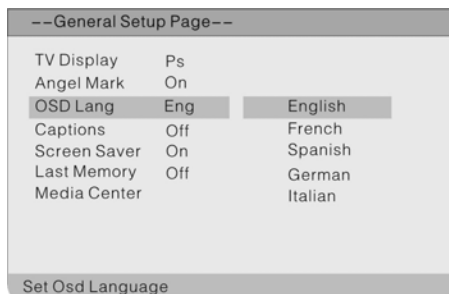 --General Setup Page--
TV Display Ps
Angel Mark On
OSD Lang Eng English
Captions Off French
Screen Saver On Spanish
Last Memory Off German
Media Center Italian
Set Osd Language